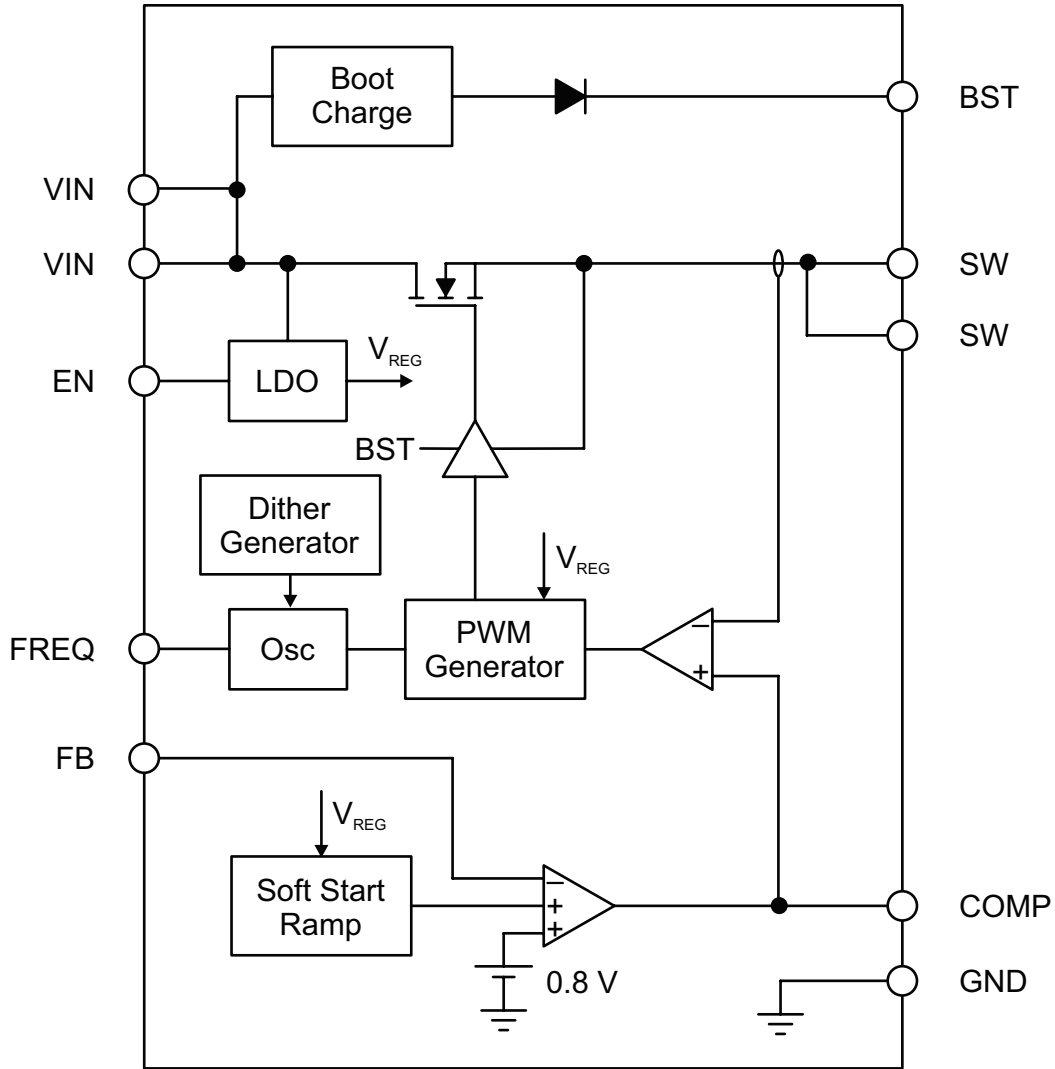 Boot
Charge
BST
VIN
VIN
SW
SW
EN
LDO
VREG
BST
Dither
Generator
VREG
FREQ
Osc
PWM
Generator
−
+
FB
VREG
Soft Start
Ramp
−
+
+
COMP
0.8 V
GND